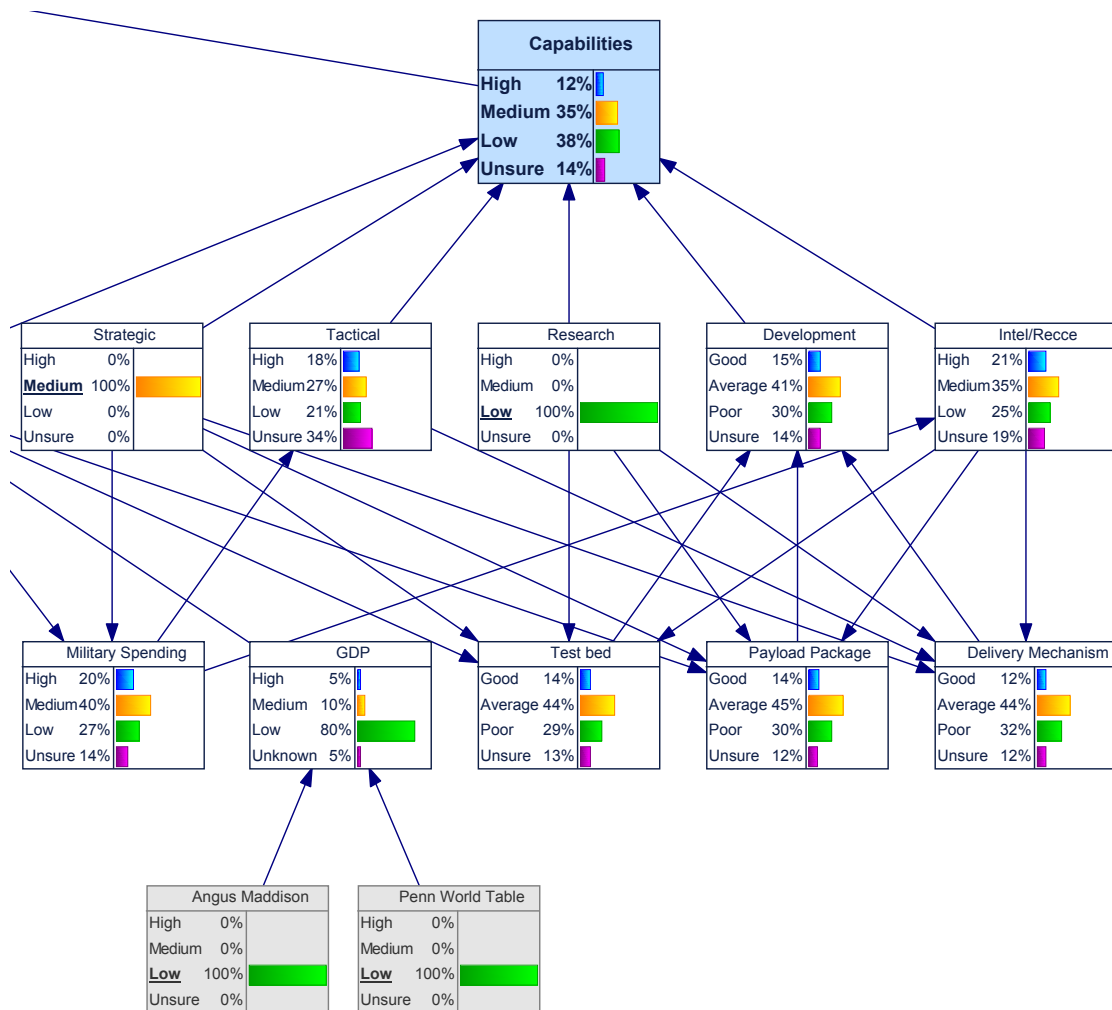 Capabilities
High 12%
Medium 35%
Low 38%
Unsure 14%
Strategic
High 0%
Medium 100%
Low 0%
Unsure 0%
Tactical
High 18%
Medium 27%
Low 21%
Unsure 34%
Research
High 0%
Medium 0%
Low 100%
Unsure 0%
Development
Good 15%
Average 41%
Poor 30%
Unsure 14%
Intel/Recce
High 21%
Medium 35%
Low 25%
Unsure 19%
Military Spending
High 20%
Medium 40%
Low 27%
Unsure 14%
GDP
High 5%
Medium 10%
Low 80%
Unknown 5%
Test bed
Good 14%
Average 44%
Poor 29%
Unsure 13%
Payload Package
Good 14%
Average 45%
Poor 30%
Unsure 12%
Delivery Mechanism
Good 12%
Average 44%
Poor 32%
Unsure 12%
Angus Maddison
High 0%
Medium 0%
Low 100%
Unsure 0%
Penn World Table
High 0%
Medium 0%
Low 100%
Unsure 0%